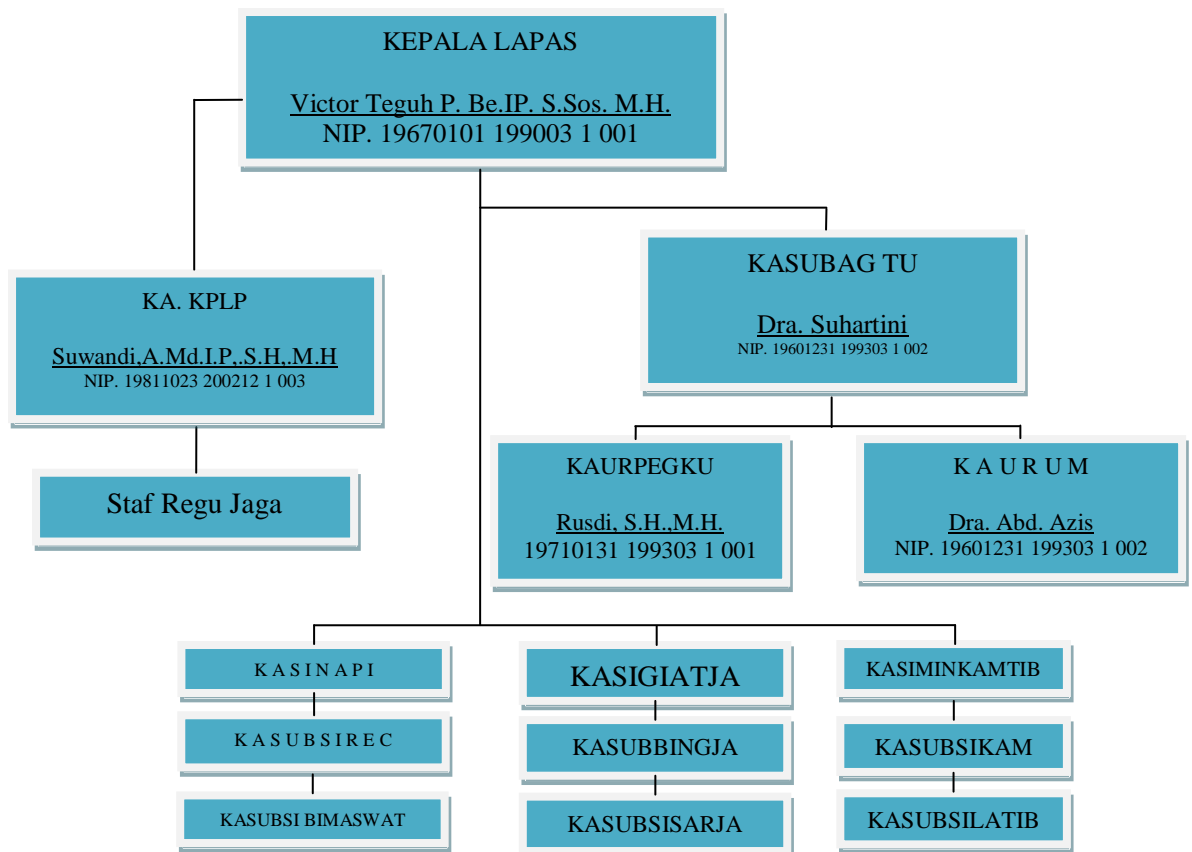 KEPALA LAPAS
Victor Teguh P. Be.IP. S.Sos. M.H.
NIP. 19670101 199003 1 001
KA. KPLP
Suwandi,A.Md.I.P,.S.H,.M.H
NIP. 19811023 200212 1 003
Staf Regu Jaga
KASUBAG TU
Dra. Suhartini
NIP. 19601231 199303 1 002
KAURPEGKU
Rusdi, S.H.,M.H.
19710131 199303 1 001
K A U R U M
Dra. Abd. Azis
NIP. 19601231 199303 1 002
K A S I N A P I
K A S U B S I R E C
KASUBSI BIMASWAT
KASIGIATJA
KASUBBINGJA
KASUBSISARJA
KASIMINKAMTIB
KASUBSIKAM
KASUBSILATIB